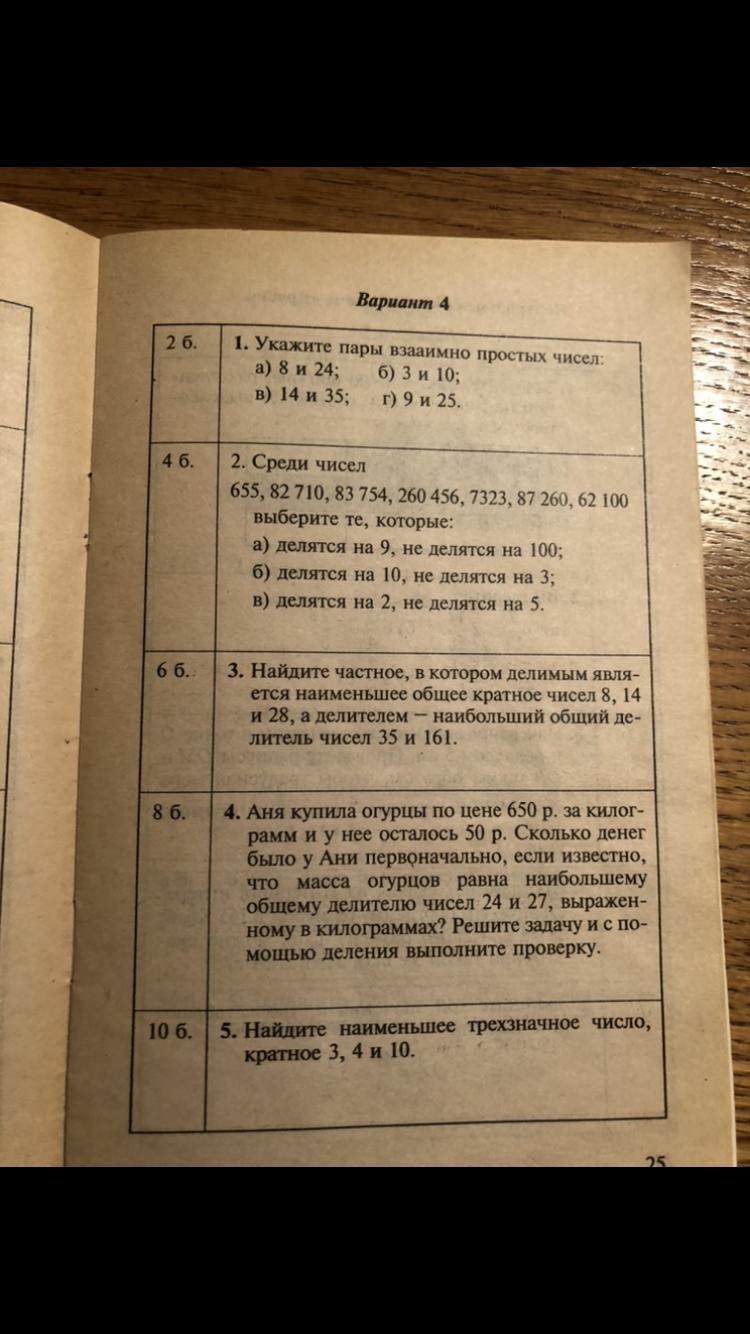 Вариант 4
2 б.
1. Укажите пары взааимно простых чисел:
а) 8 и 24; б) 3 и 10;
в) 14 и 35; г) 9 и 25.
4 б.
2. Среди чисел
655, 82 710, 83 754, 260 456, 7323, 87 260, 62 100
выберите те, которые:
а) делятся на 9, не делятся на 100;
б) делятся на 10, не делятся на 3;
в) делятся на 2, не делятся на 5.
6 б.
3. Найдите частное, в котором делимым явля-
ется наименьшее общее кратное чисел 8, 14
и 28, а делителем – наибольший общий де-
литель чисел 35 и 161.
8 б.
4. Аня купила огурцы по цене 650 р. за килог-
рамм и у нее осталось 50 р. Сколько денег
было у Ани первоначально, если известно,
что масса огурцов равна наибольшему
общему делителю чисел 24 и 27, выражен-
ному в килограммах? Решите задачу и с по-
мощью деления выполните проверку.
10 б.
5. Найдите наименьшее трехзначное число,
кратное 3, 4 и 10.
25